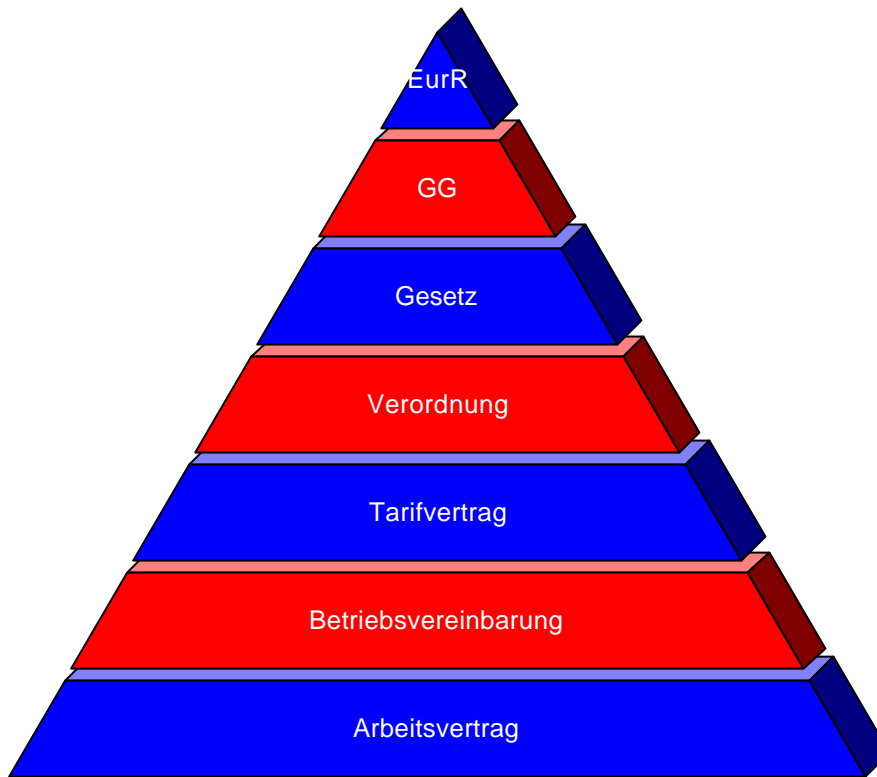 EurR
GG
Gesetz
Verordnung
Tarifvertrag
Betriebsvereinbarung
Arbeitsvertrag